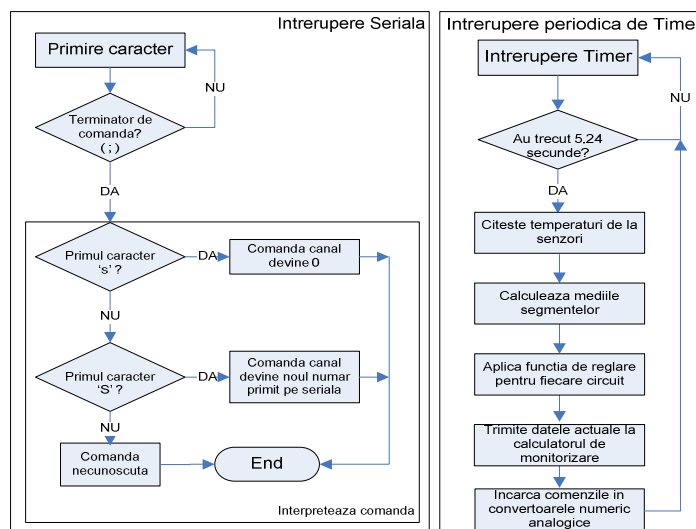 Intrerupere Seriala
Primire caracter
NU
Terminator de
comanda?
( ; )
DA
Primul caracter
's' ?
DA
Comanda canal
devine 0
NU
Primul caracter
'S' ?
DA
Comanda canal
devine noul numar
primit pe seriala
NU
Comanda
necunoscuta
End
Interpreteaza comanda
Intrerupere periodica de Timer
Intrerupere Timer
NU
Au trecut 5,24
secunde?
DA
Citeste temperaturi de la
senzori
Calculeaza mediile
segmentelor
Aplica functia de reglare
pentru fiecare circuit
Trimite datele actuale la
calculatorul de
monitorizare
Incarca comenzile in
convertoarele numeric
analogice